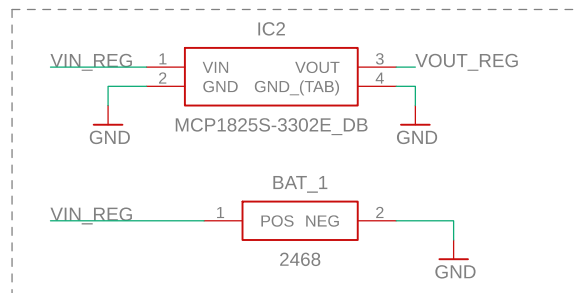 IC2
VIN_REG 1 VIN VOUT 3 VOUT_REG
2 GND GND_(TAB) 4
GND MCP1825S-3302E_DB GND
BAT_1
VIN_REG 1 POS NEG 2
2468
GND